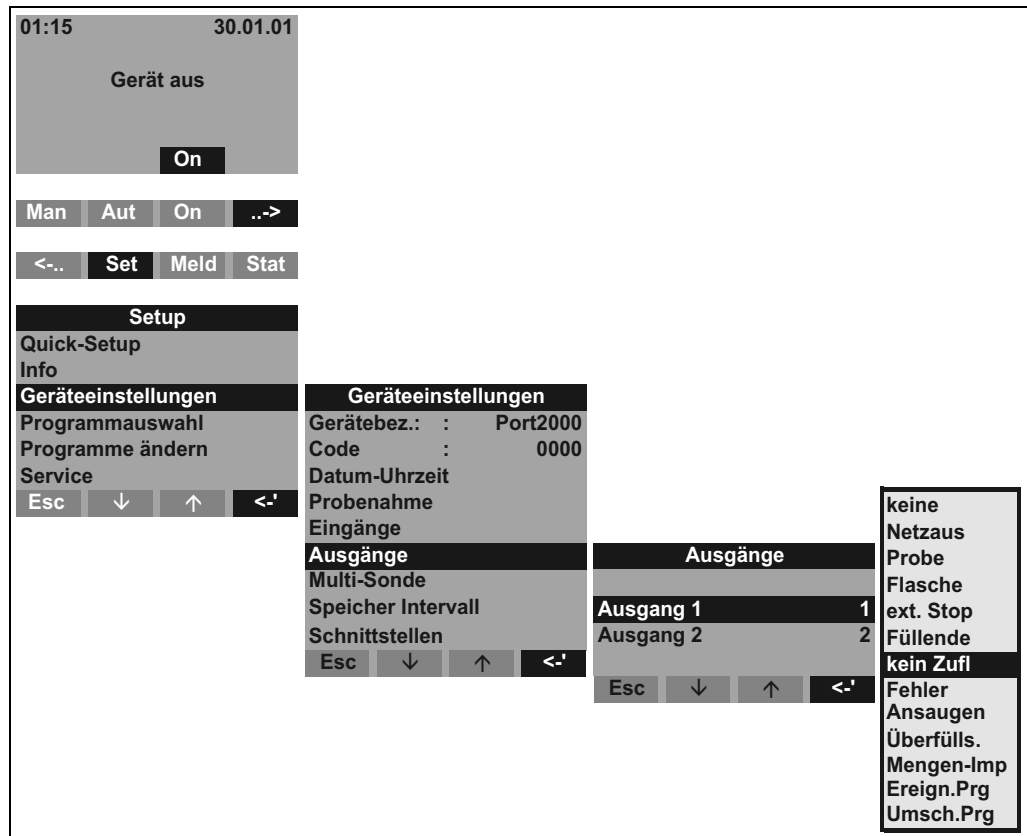 01:15 30.01.01
Gerät aus
On
Man Aut On ..->
<-.. Set Meld Stat
Setup
Quick-Setup
Info
Geräteeinstellungen
Programmauswahl
Programme ändern
Service
Esc ↓ ↑ <-'
Geräteeinstellungen
Gerätebez.: : Port2000
Code : 0000
Datum-Uhrzeit
Probenahme
Eingänge
Ausgänge
Multi-Sonde
Speicher Intervall
Schnittstellen
Esc ↓ ↑ <-'
Ausgänge
Ausgang 1 1
Ausgang 2 2
Esc ↓ ↑ <-'
keine
Netzaus
Probe
Flasche
ext. Stop
Füllende
kein Zufl
Fehler
Ansaugen
Überfülls.
Mengen-Imp
Ereign.Prg
Umsch.Prg